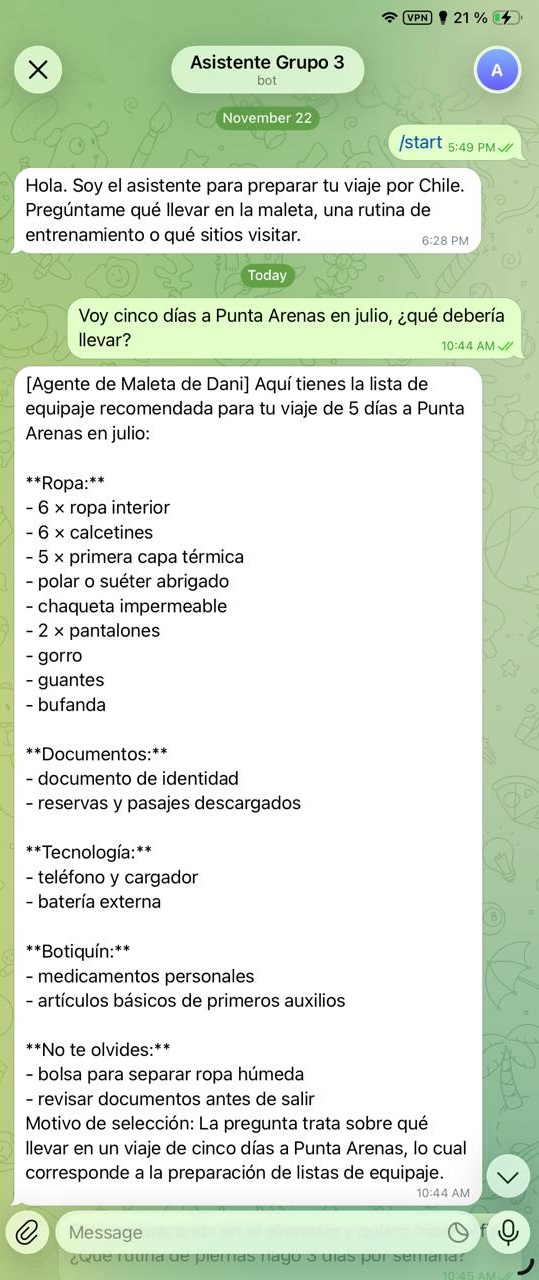 VPN 21 %
Asistente Grupo 3
bot
A
November 22
/start 5:49 PM
Hola. Soy el asistente para preparar tu viaje por Chile.
Pregúntame qué llevar en la maleta, una rutina de
entrenamiento o qué sitios visitar.
6:28 PM
Today
Voy cinco días a Punta Arenas en julio, ¿qué debería
llevar?
10:44 AM
[Agente de Maleta de Dani] Aquí tienes la lista de
equipaje recomendada para tu viaje de 5 días a Punta
Arenas en julio:
**Ropa:**
- 6 × ropa interior
- 6 × calcetines
- 5 × primera capa térmica
- polar o suéter abrigado
- chaqueta impermeable
- 2 × pantalones
- gorro
- guantes
- bufanda
**Documentos:**
- documento de identidad
- reservas y pasajes descargados
**Tecnología:**
- teléfono y cargador
- batería externa
**Botiquín:**
- medicamentos personales
- artículos básicos de primeros auxilios
**No te olvides:**
- bolsa para separar ropa húmeda
- revisar documentos antes de salir
Motivo de selección: La pregunta trata sobre qué
llevar en un viaje de cinco días a Punta Arenas, lo cual
corresponde a la preparación de listas de equipaje.
10:44 AM
Message
¿Qué rutina de piernas hago 3 días por semana?
10:45 AM